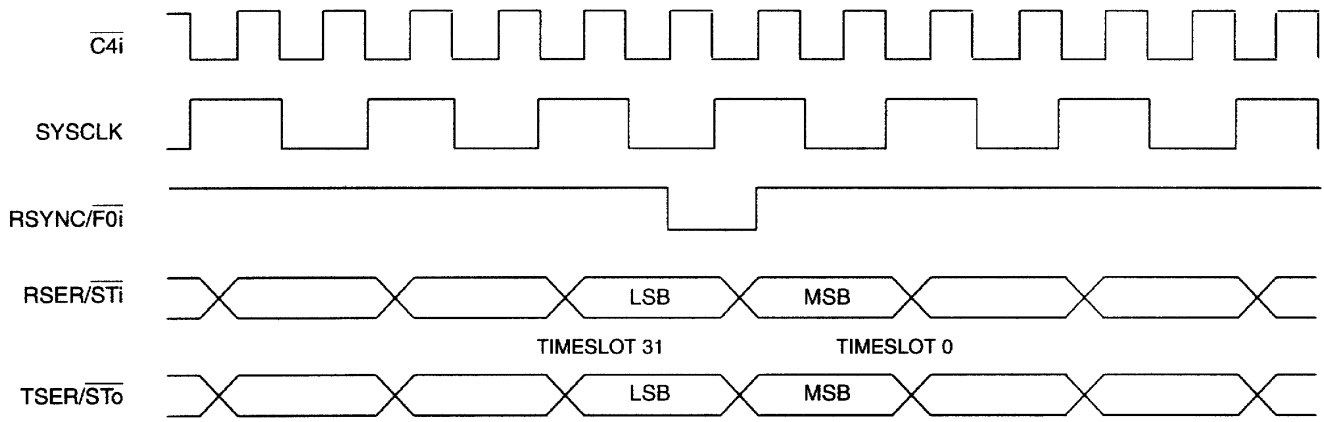 C4i
SYSCLK
RSYNC/F0i
RSER/STi
LSB MSB
TIMESLOT 31 TIMESLOT 0
TSER/STo
LSB MSB